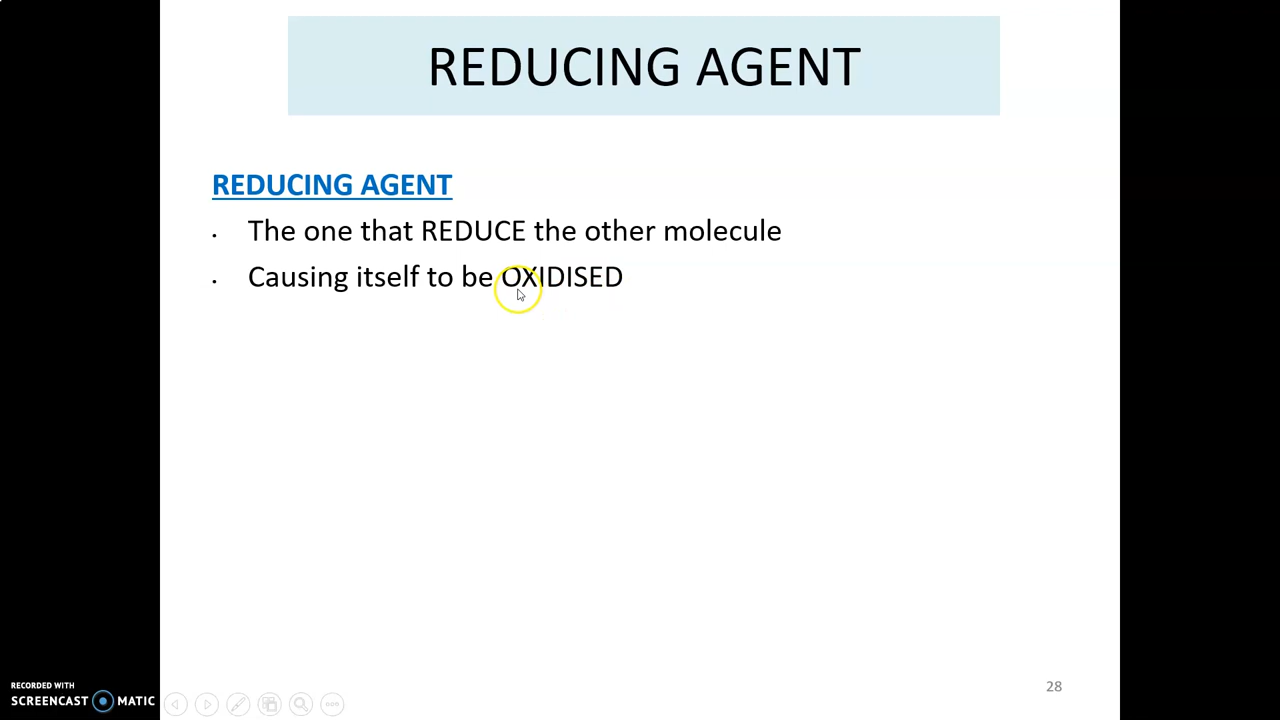 REDUCING AGENT
REDUCING AGENT
• The one that REDUCE the other molecule
• Causing itself to be OXIDISED
28
RECORDED WITH
SCREENCAST MATIC